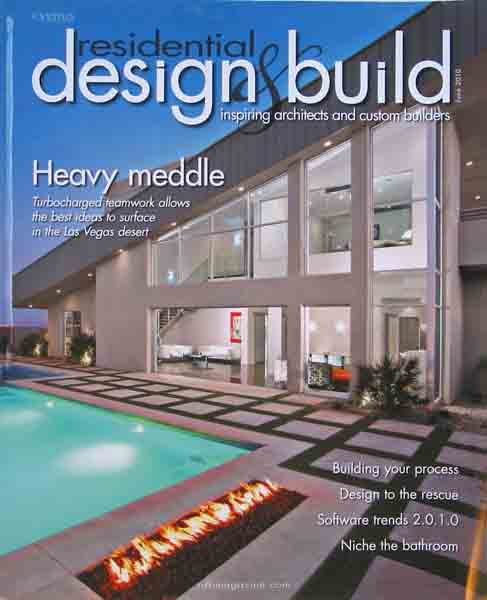 residential
design&build
June 2010
inspiring architects and custom builders
Heavy meddle
Turbocharged teamwork allows
the best ideas to surface
in the Las Vegas desert
Building your process
Design to the rescue
Software trends 2.0.1.0
Niche the bathroom